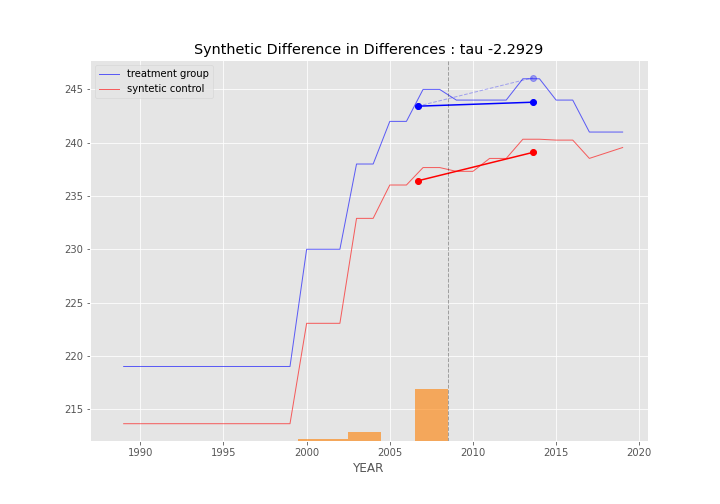 Synthetic Difference in Differences : tau -2.2929
treatment group
syntetic control
245
240
235
230
225
220
215
1990 1995 2000 2005 2010 2015 2020
YEAR